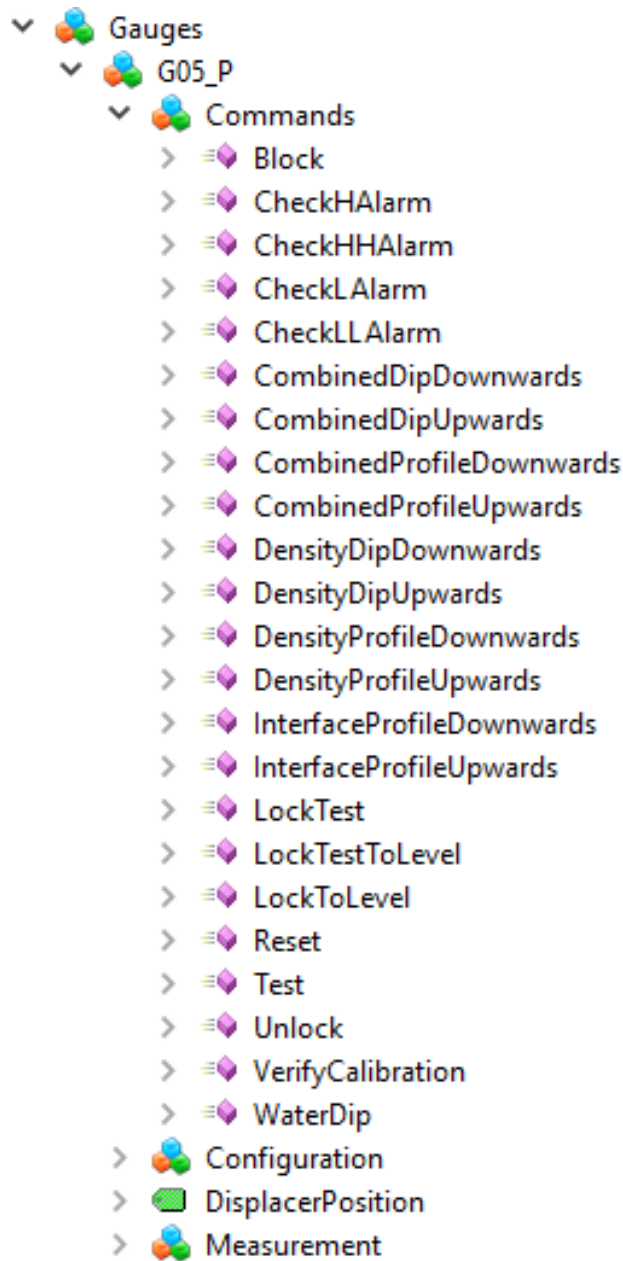 Gauges
G05_P
Commands
Block
CheckHAlarm
CheckHHAlarm
CheckLAlarm
CheckLLAlarm
CombinedDipDownwards
CombinedDipUpwards
CombinedProfileDownwards
CombinedProfileUpwards
DensityDipDownwards
DensityDipUpwards
DensityProfileDownwards
DensityProfileUpwards
InterfaceProfileDownwards
InterfaceProfileUpwards
LockTest
LockTestToLevel
LockToLevel
Reset
Test
Unlock
VerifyCalibration
WaterDip
Configuration
DisplacerPosition
Measurement